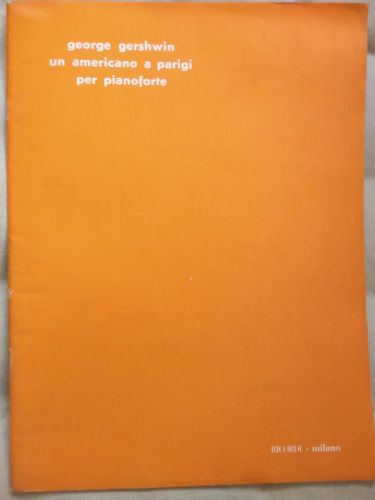 george gershwin
un americano a parigi
per pianoforte
RICORDI - milano